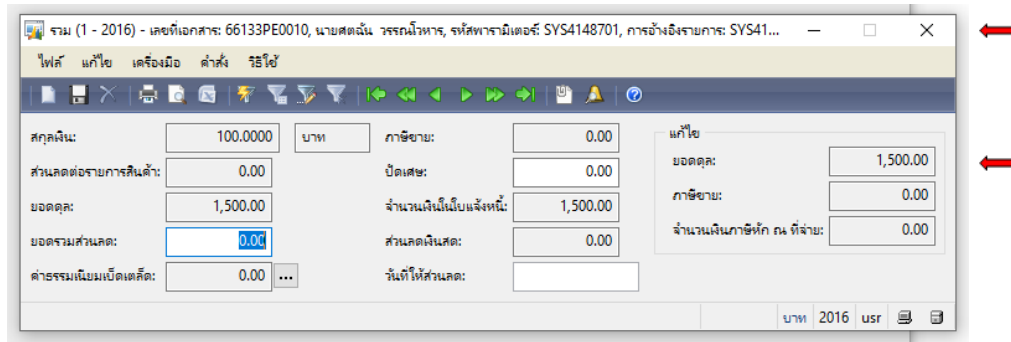 รวม (1 - 2016) - เลขที่เอกสาร: 66133PE0010, นายศตฉัน วรรณโวหาร, รหัสพารามิเตอร์: SYS4148701, การอ้างอิงรายการ: SYS41...
ไฟล์ แก้ไข เครื่องมือ คำสั่ง วิธีใช้
สกุลเงิน: 100.0000 บาท ภาษีขาย: 0.00 แก้ไข
ส่วนลดต่อรายการสินค้า: 0.00 ปัดเศษ: 0.00 ยอดดุล: 1,500.00
ยอดดุล: 1,500.00 จำนวนเงินในใบแจ้งหนี้: 1,500.00 ภาษีขาย: 0.00
ยอดรวมส่วนลด: 0.00 ส่วนลดเงินสด: 0.00 จำนวนเงินภาษีหัก ณ ที่จ่าย: 0.00
ค่าธรรมเนียมเบ็ดเตล็ด: 0.00 ... วันที่ให้ส่วนลด:
บาท 2016 usr